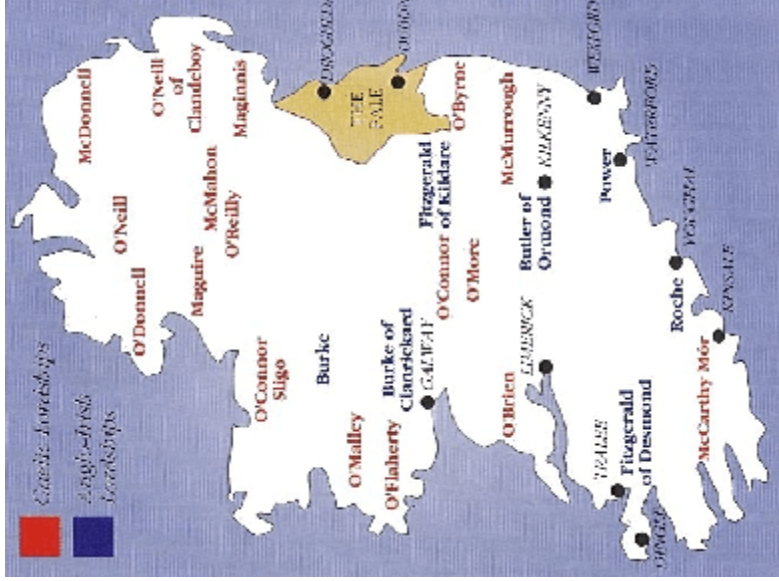 Gaelic Lordships
Anglo-Irish
Lordships
McDonnell
O'Neill
O'Donnell
O'Neill
of
Claudeboy
Maguire
McMahon
O'Reilly
Maginnis
O'Connor
Sligo
Burke
DROGHEDA
O'Malley
THE
PALE
O'Flaherty
Burke of
Clanrickard
GALWAY
DUBLIN
Fitzgerald
of Kildare
O'Connor
O'More
O'Byrne
O'Brien
LIMERICK
Butler of
Ormond
McMurrough
KILKENNY
WEXFORD
TRALEE
Fitzgerald
of Desmond
DINGLE
Power
WATERFORD
Roche
YOUGHAL
McCarthy Mór
KINSALE